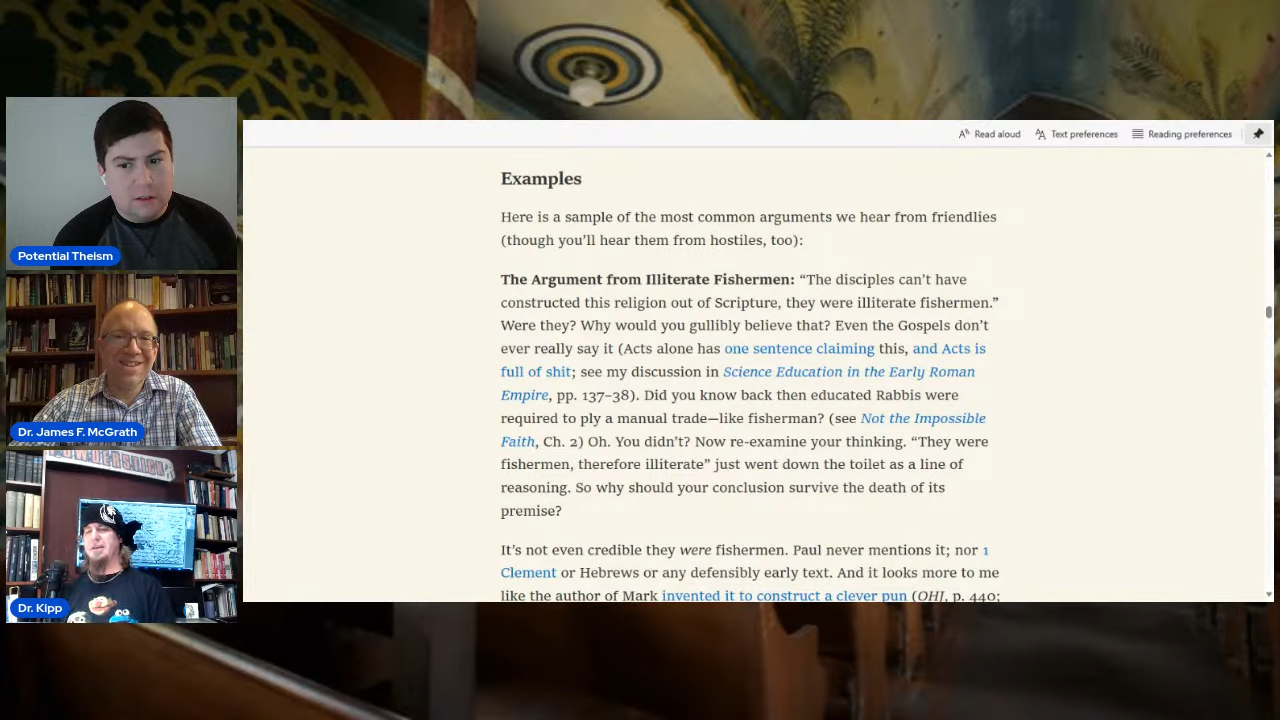 Read aloud
Text preferences
Reading preferences
Examples
Here is a sample of the most common arguments we hear from friendlies
(though you’ll hear them from hostiles, too):
The Argument from Illiterate Fishermen: “The disciples can’t have
constructed this religion out of Scripture, they were illiterate fishermen.”
Were they? Why would you gullibly believe that? Even the Gospels don’t
ever really say it (Acts alone has one sentence claiming this, and Acts is
full of shit; see my discussion in Science Education in the Early Roman
Empire, pp. 137–38). Did you know back then educated Rabbis were
required to ply a manual trade—like fisherman? (see Not the Impossible
Faith, Ch. 2) Oh. You didn’t? Now re-examine your thinking. “They were
fishermen, therefore illiterate” just went down the toilet as a line of
reasoning. So why should your conclusion survive the death of its
premise?
It’s not even credible they were fishermen. Paul never mentions it; nor 1
Clement or Hebrews or any defensibly early text. And it looks more to me
like the author of Mark invented it to construct a clever pun (OHJ, p. 440;
Potential Theism
Dr. James F. McGrath
Dr. Kipp